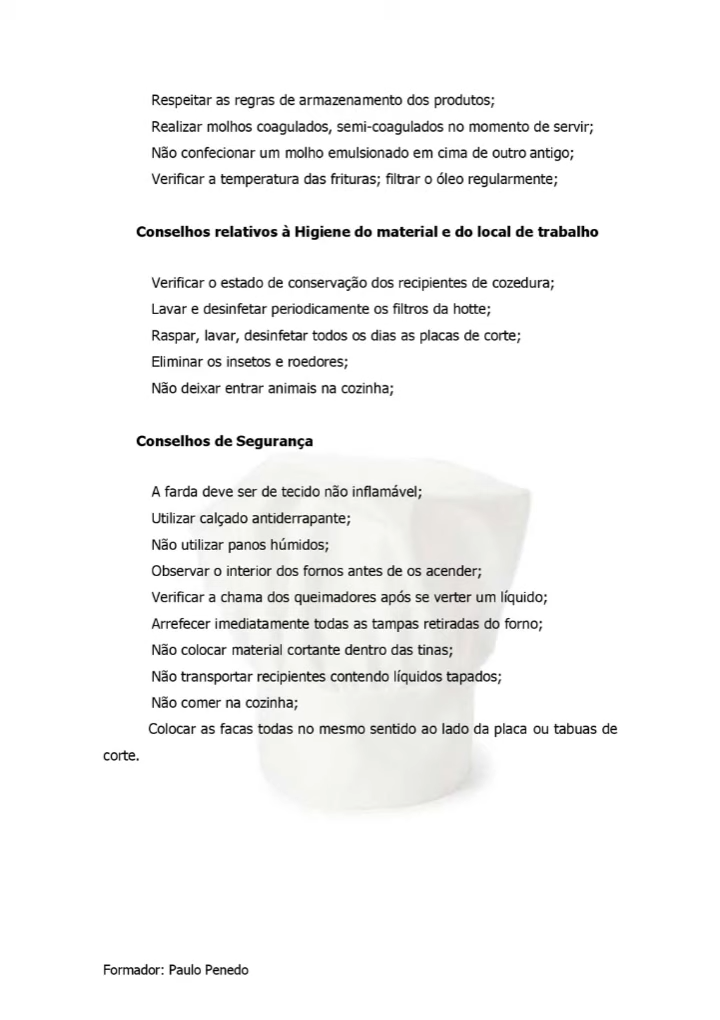 Respeitar as regras de armazenamento dos produtos;
Realizar molhos coagulados, semi-coagulados no momento de servir;
Não confecionar um molho emulsionado em cima de outro antigo;
Verificar a temperatura das frituras; filtrar o óleo regularmente;
Conselhos relativos à Higiene do material e do local de trabalho
Verificar o estado de conservação dos recipientes de cozedura;
Lavar e desinfetar periodicamente os filtros da hotte;
Raspar, lavar, desinfetar todos os dias as placas de corte;
Eliminar os insetos e roedores;
Não deixar entrar animais na cozinha;
Conselhos de Segurança
A farda deve ser de tecido não inflamável;
Utilizar calçado antiderrapante;
Não utilizar panos húmidos;
Observar o interior dos fornos antes de os acender;
Verificar a chama dos queimadores após se verter um líquido;
Arrefecer imediatamente todas as tampas retiradas do forno;
Não colocar material cortante dentro das tinas;
Não transportar recipientes contendo líquidos tapados;
Não comer na cozinha;
Colocar as facas todas no mesmo sentido ao lado da placa ou tabuas de
corte.
Formador: Paulo Penedo